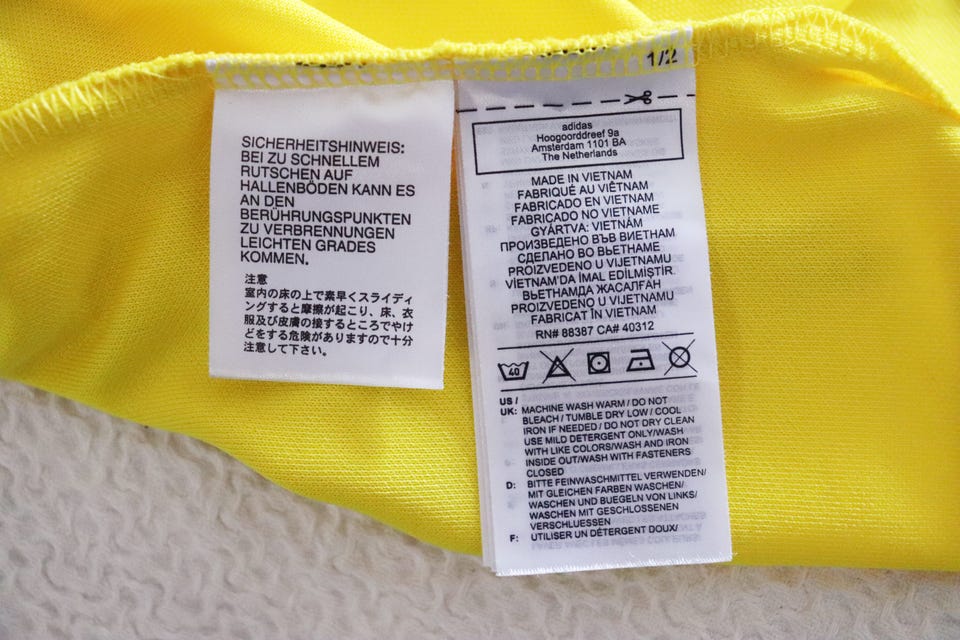 SICHERHEITSHINWEIS:
BEI ZU SCHNELLEM
RUTSCHEN AUF
HALLENBÖDEN KANN ES
AN DEN
BERÜHRUNGSPUNKTEN
ZU VERBRENNUNGEN
LEICHTEN GRADES
KOMMEN.
注意
室内の床の上で素早くスライディ
ングすると摩擦が起こり、床、衣
服及び皮膚の接するところでやけ
どをする危険がありますので十分
注意して下さい。
1/2
adidas
Hoogoorddreef 9a
Amsterdam 1101 BA
The Netherlands
MADE IN VIETNAM
FABRIQUÉ AU VIÊTNAM
FABRICADO EN VIETNAM
FABRICADO NO VIETNAME
GYÁRTVA: VIETNÁM
ПРОИЗВЕДЕНО ВЪВ ВИЕТНАМ
СДЕЛАНО ВО ВЬЕТНАМЕ
PROIZVEDENO U VIJETNAMU
VİETNAM'DA İMAL EDİLMİŞTİR.
ВЬЕТНАМДА ЖАСАЛҒАН
PROIZVEDENO U VIJETNAMU
FABRICAT ÎN VIETNAM
RN# 88387 CA# 40312
40
US /
UK: MACHINE WASH WARM / DO NOT
BLEACH / TUMBLE DRY LOW / COOL
IRON IF NEEDED / DO NOT DRY CLEAN
USE MILD DETERGENT ONLY/WASH
WITH LIKE COLORS/WASH AND IRON
INSIDE OUT/WASH WITH FASTENERS
CLOSED
D: BITTE FEINWASCHMITTEL VERWENDEN/
MIT GLEICHEN FARBEN WASCHEN/
WASCHEN UND BUEGELN VON LINKS/
WASCHEN MIT GESCHLOSSENEN
VERSCHLUESSEN
F: UTILISER UN DÉTERGENT DOUX/